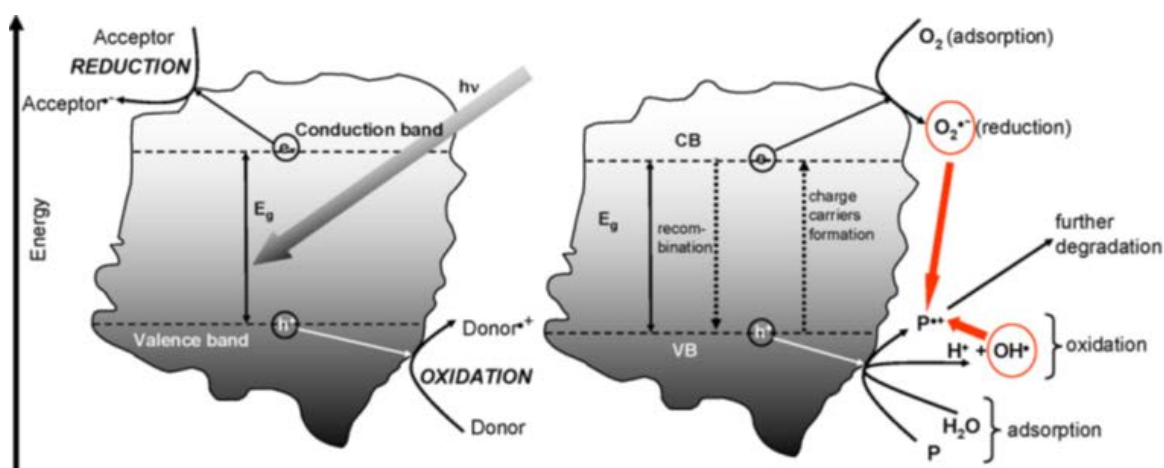 Energy
Acceptor
REDUCTION
Acceptor•-
hν
Conduction band
e-
Eg
h+
Valence band
Donor•+
OXIDATION
Donor
O2 (adsorption)
O2•- (reduction)
CB
e-
Eg
recom-
bination
charge
carriers
formation
further
degradation
P•+
h+
VB
H+ + OH•
oxidation
H2O
P
adsorption